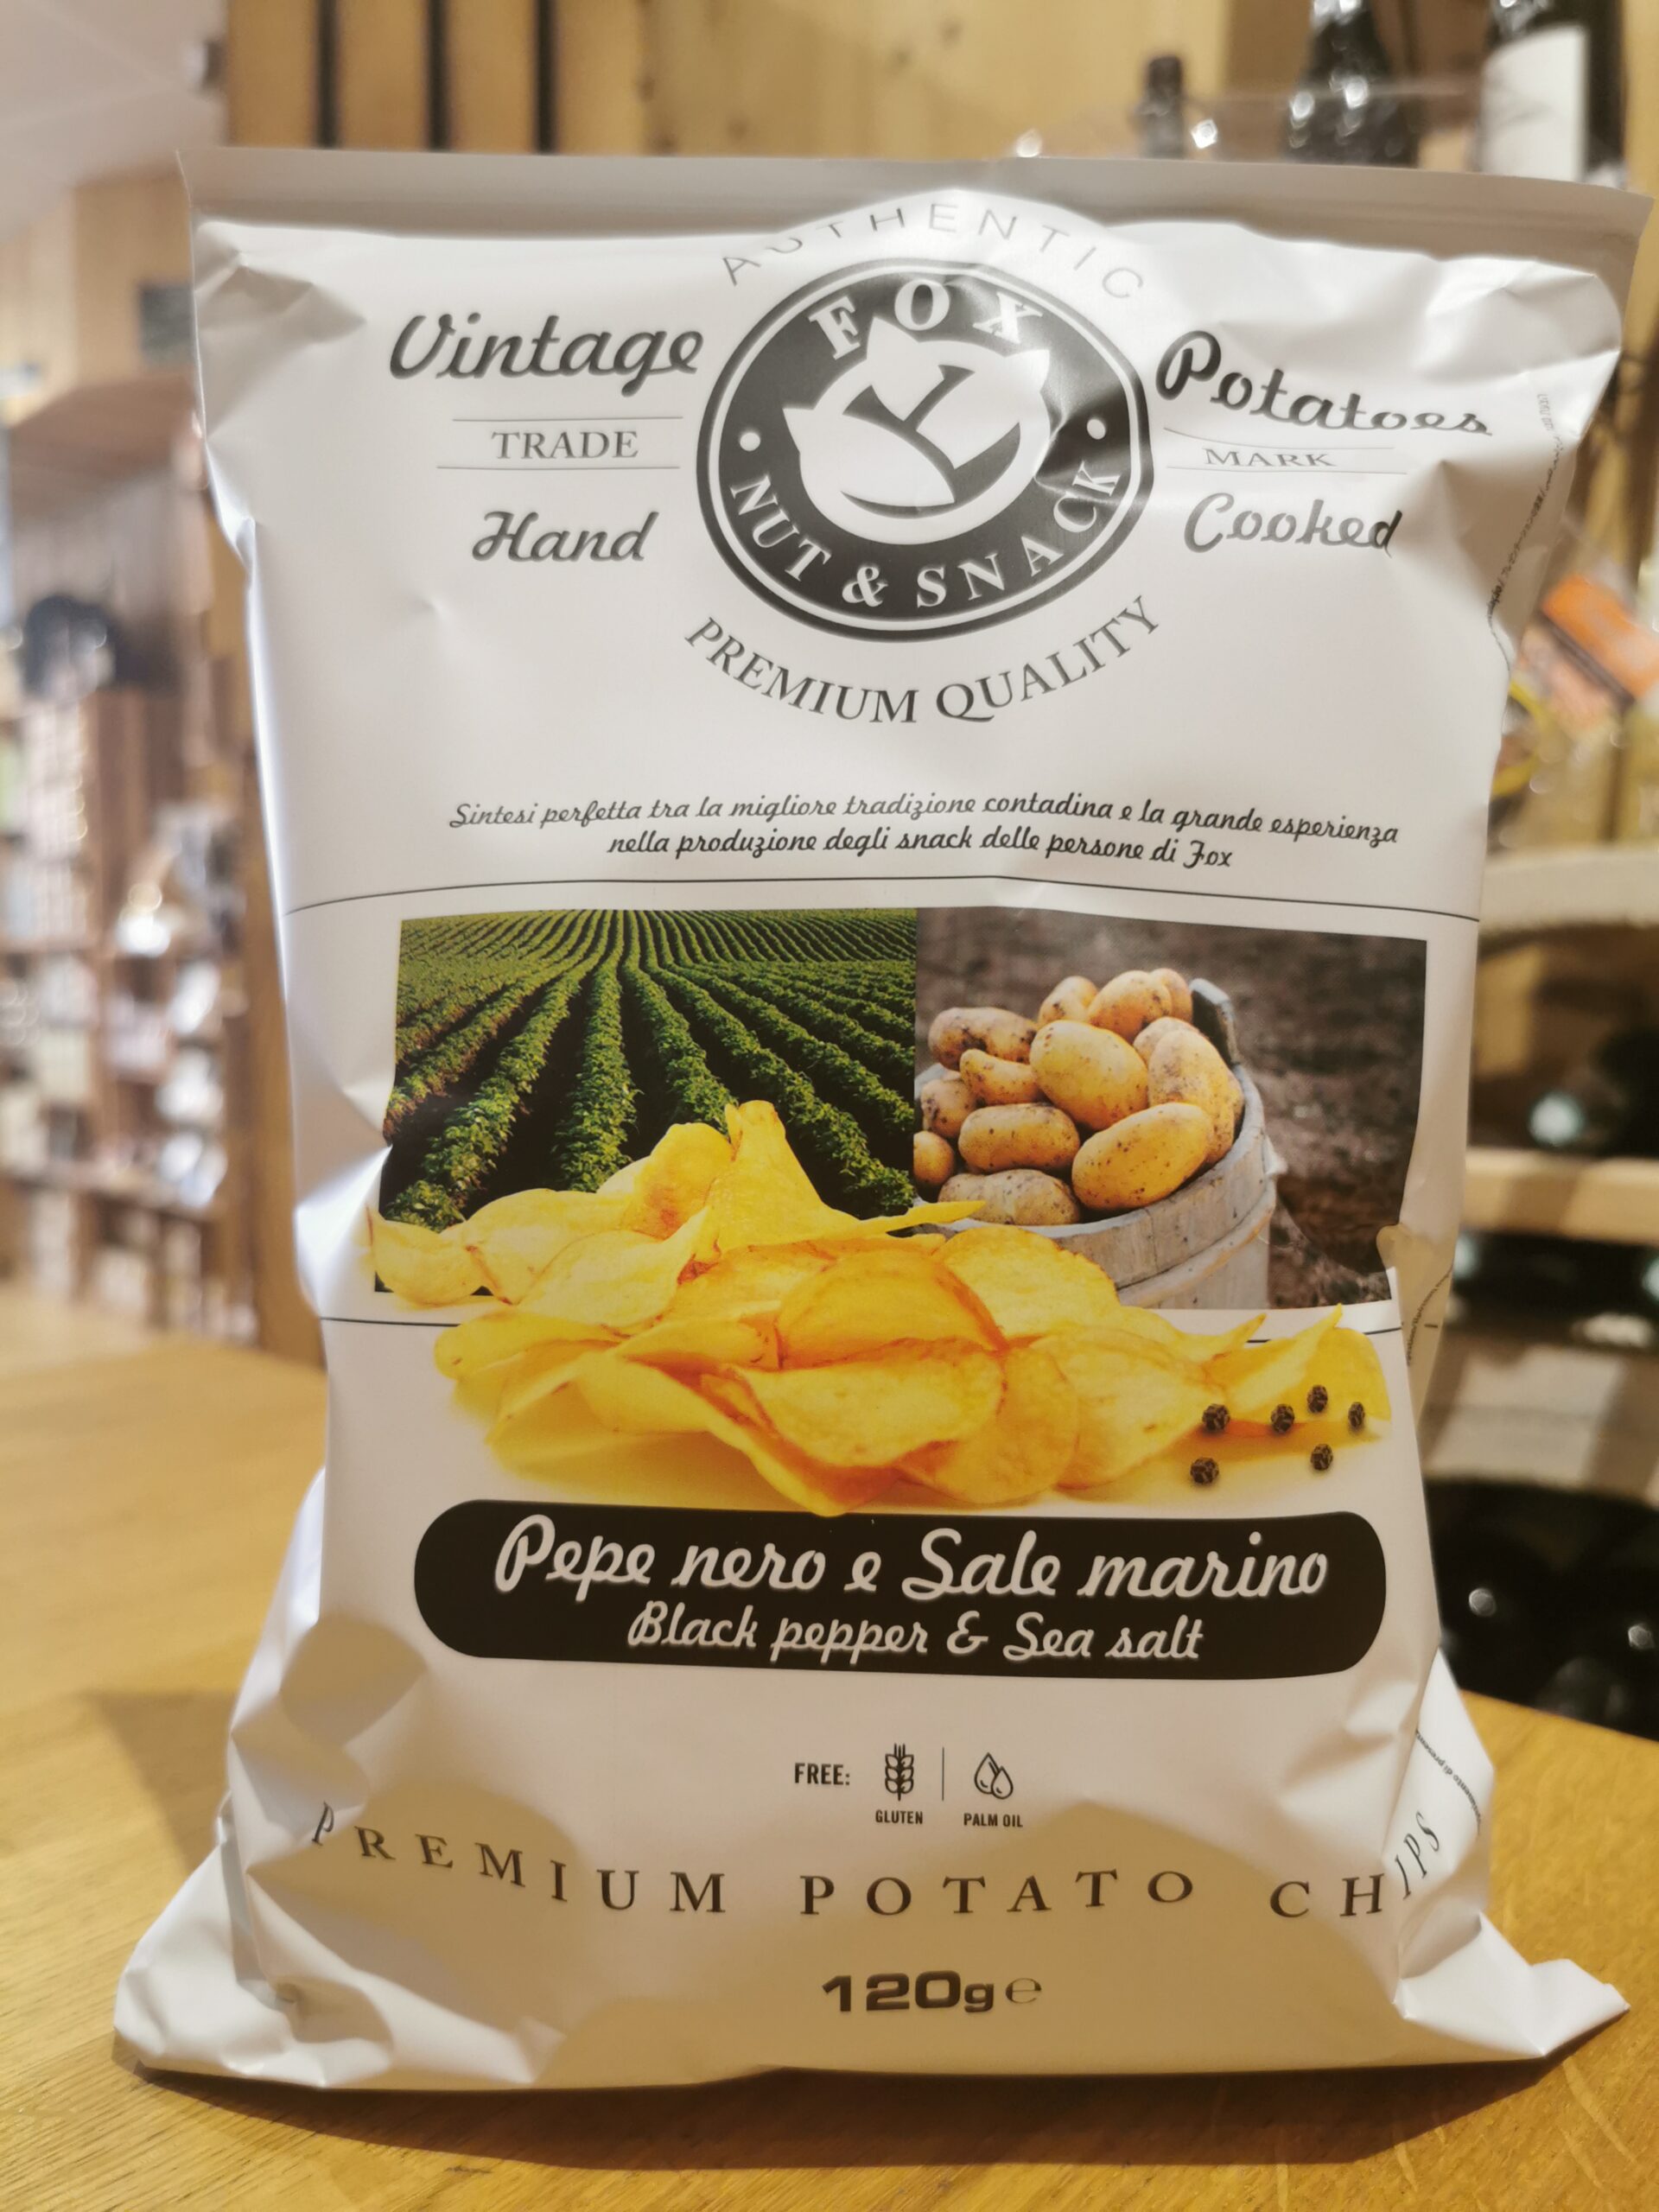 AUTHENTIC
FOX
NUT & SNACK
Vintage Potatoes
TRADE MARK
Hand Cooked
PREMIUM QUALITY
Sintesi perfetta tra la migliore tradizione contadina e la grande esperienza
nella produzione degli snack delle persone di Fox
Pepe nero e Sale marino
Black pepper & Sea salt
FREE:
GLUTEN
PALM OIL
PREMIUM POTATO CHIPS
120g e